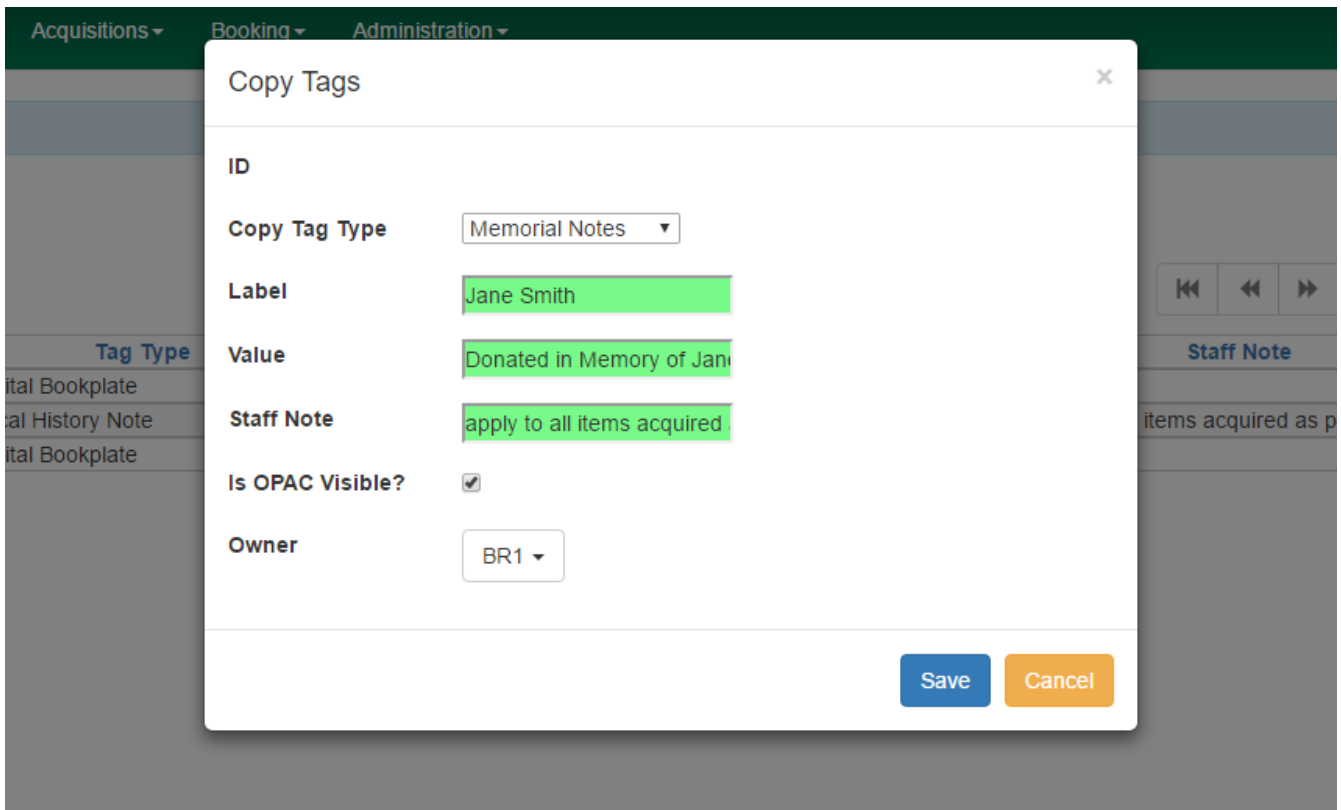 Acquisitions Booking Administration
Copy Tags ×
ID
Copy Tag Type Memorial Notes
Label Jane Smith
Value Donated in Memory of Jane
Staff Note apply to all items acquired
Is OPAC Visible?
Owner BR1
Save Cancel
Tag Type Staff Note
ital Bookplate
cal History Note items acquired as p
ital Bookplate